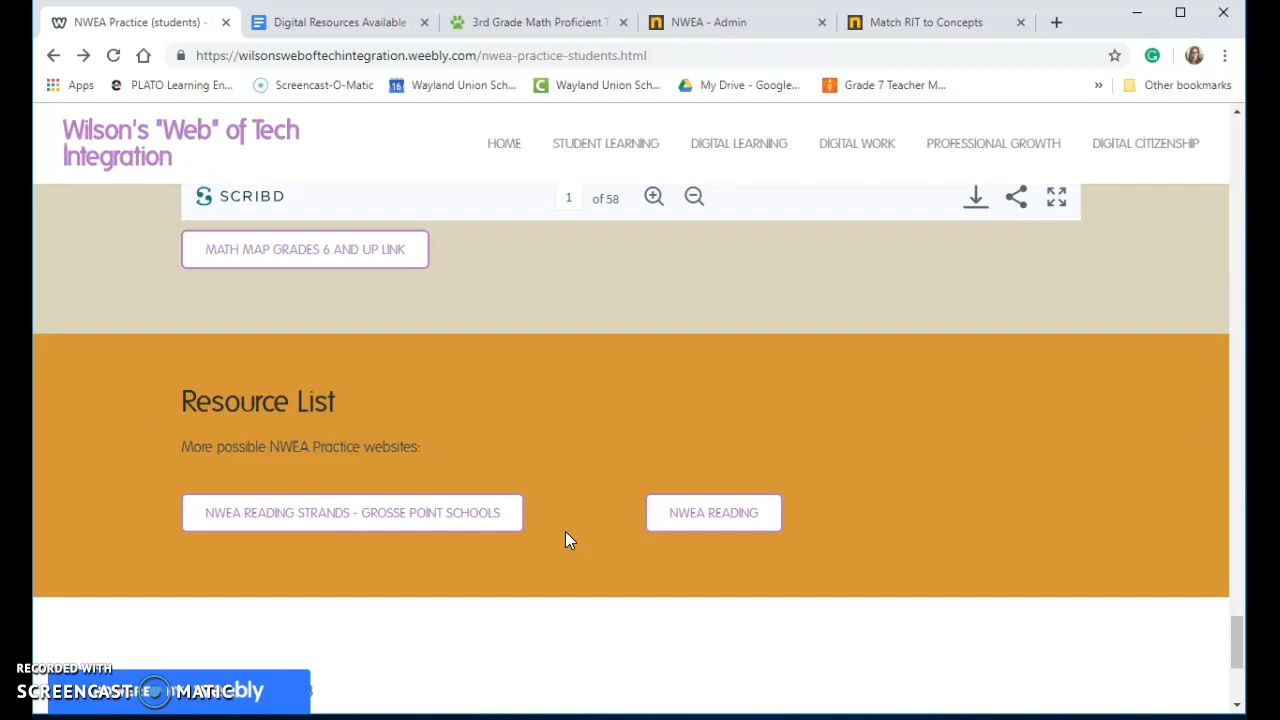 NWEA Practice (students) -
Digital Resources Available
3rd Grade Math Proficient T
NWEA - Admin
Match RIT to Concepts
https://wilsonsweboftechintegration.weebly.com/nwea-practice-students.html
Apps
PLATO Learning En...
Screencast-O-Matic
16
Wayland Union Sch...
Wayland Union Sch...
My Drive - Google...
Grade 7 Teacher M...
»
Other bookmarks
Wilson's "Web" of Tech
Integration
HOME
STUDENT LEARNING
DIGITAL LEARNING
DIGITAL WORK
PROFESSIONAL GROWTH
DIGITAL CITIZENSHIP
SCRIBD
1 of 58
MATH MAP GRADES 6 AND UP LINK
Resource List
More possible NWEA Practice websites:
NWEA READING STRANDS - GROSSE POINT SCHOOLS
NWEA READING
RECORDED WITH
SCREENCAST MATIC